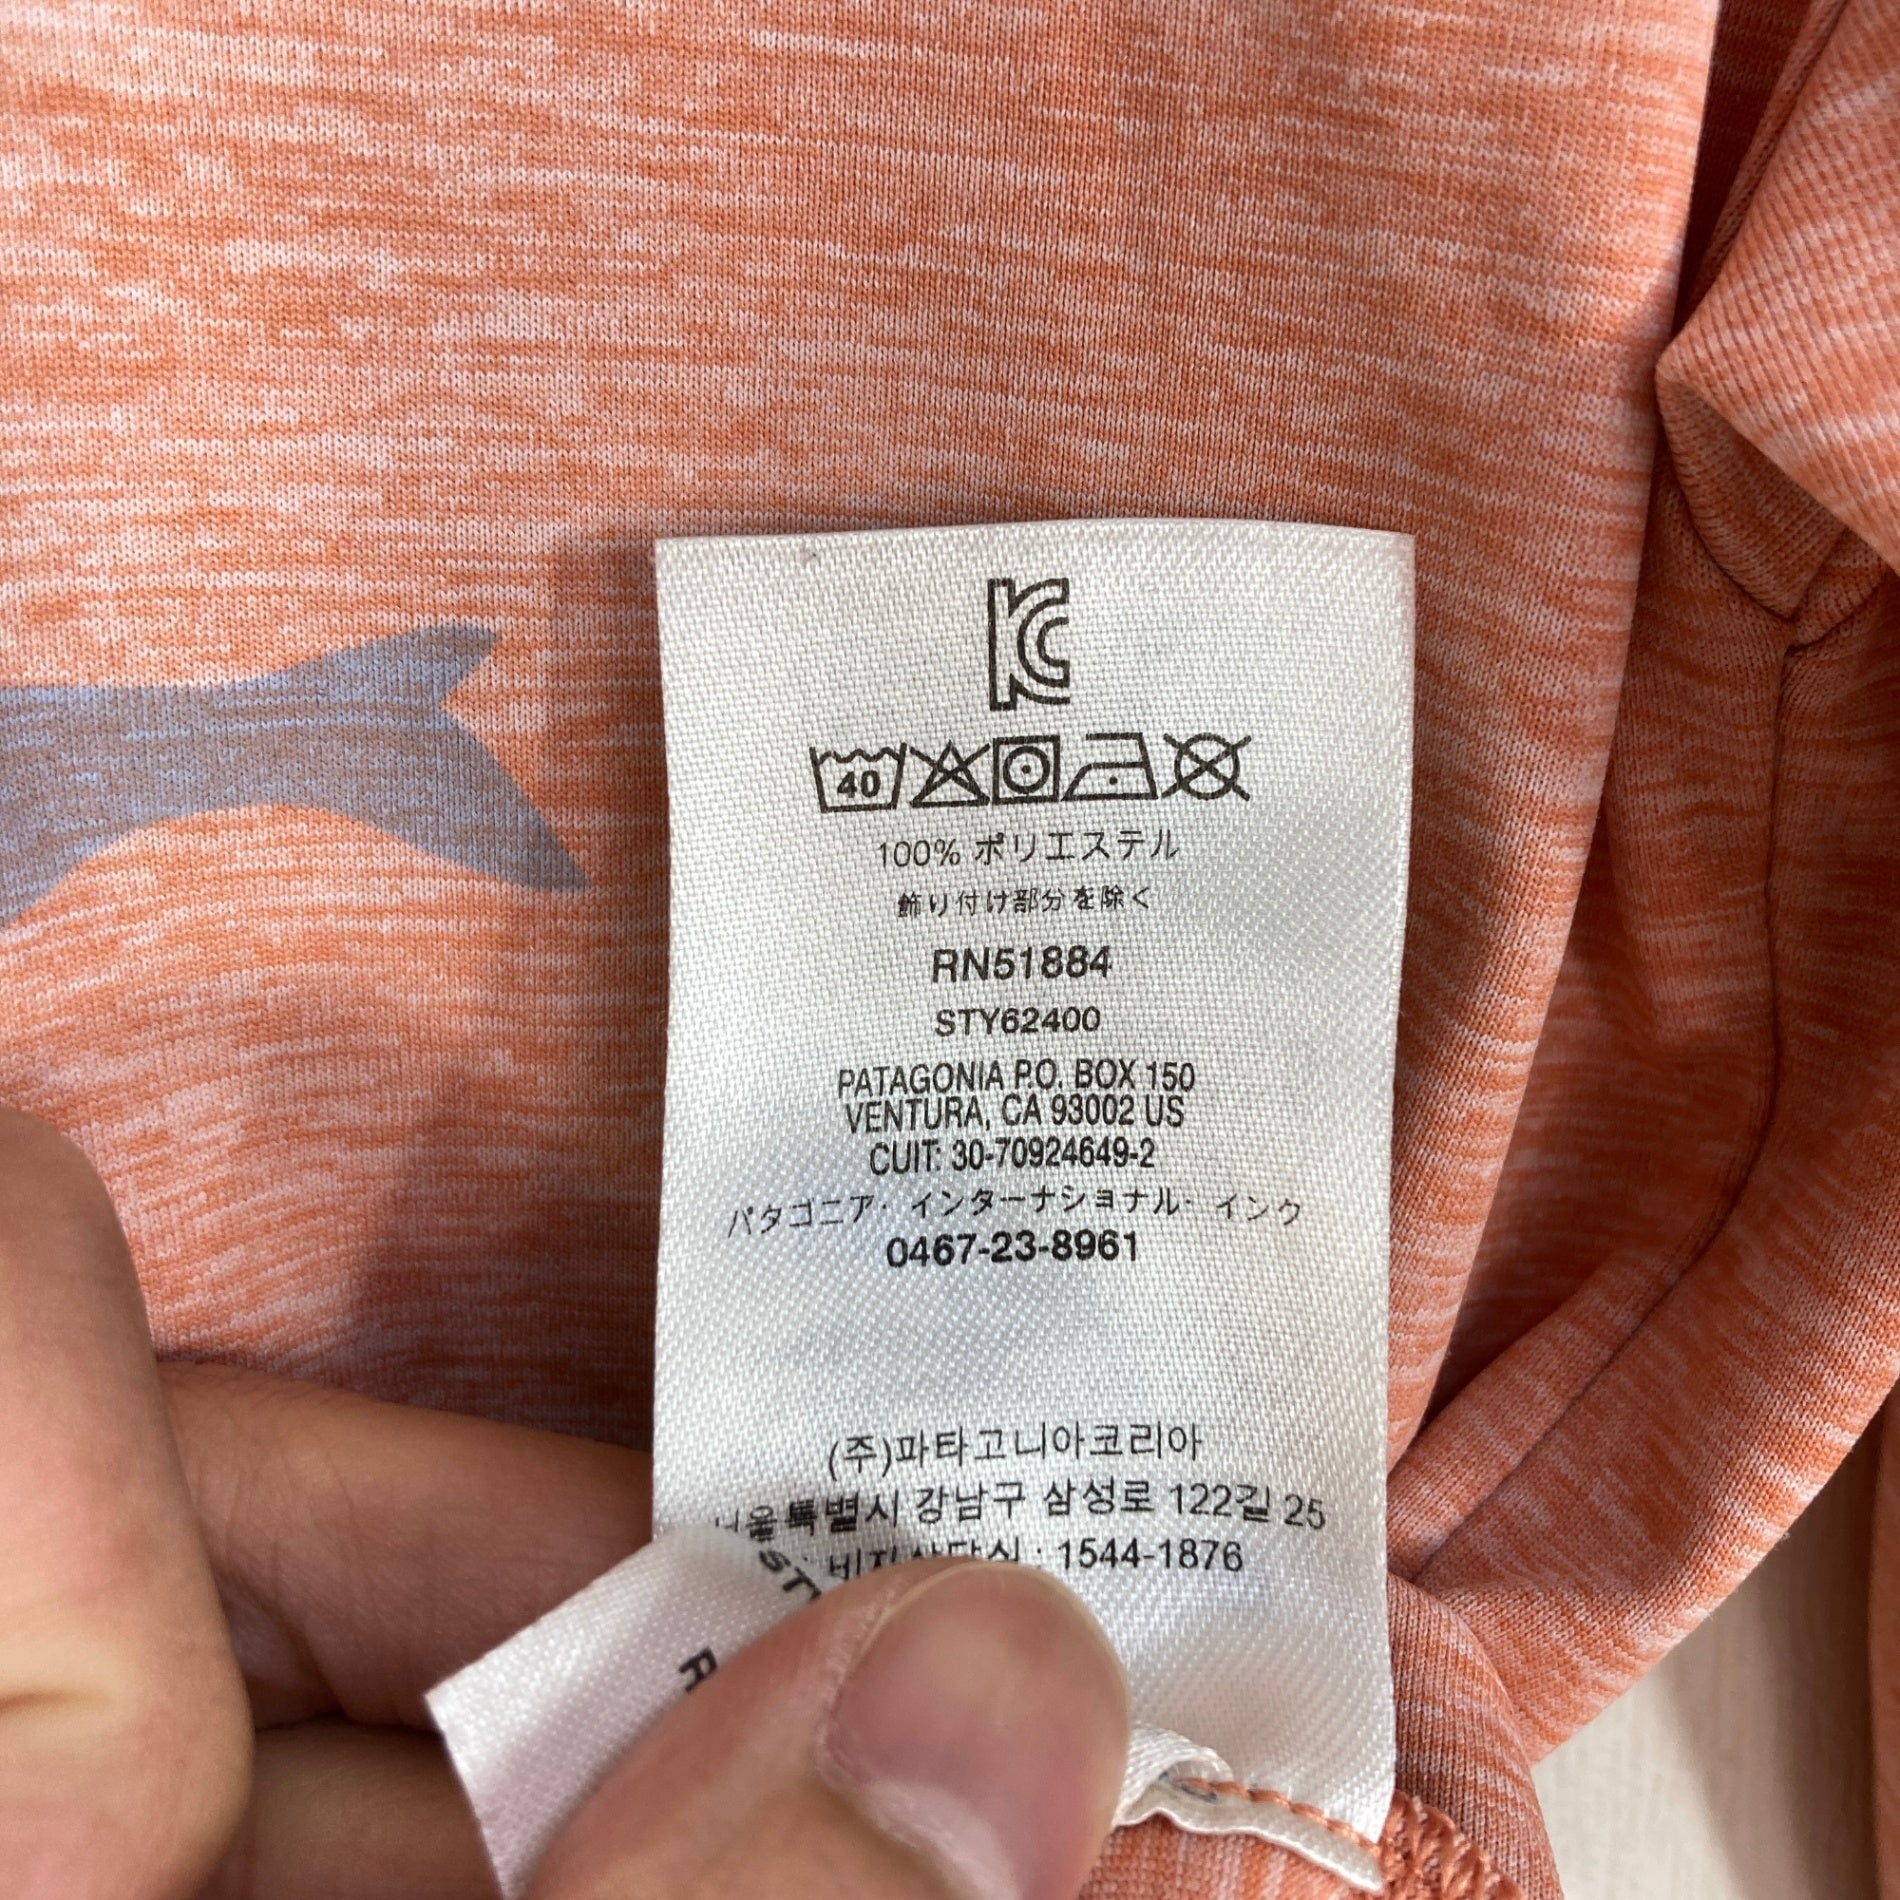 KC
40
100% ポリエステル
飾り付け部分を除く
RN51884
STY62400
PATAGONIA P.O. BOX 150
VENTURA, CA 93002 US
CUIT: 30-70924649-2
パタゴニア・インターナショナル・インク
0467-23-8961
(주)파타고니아코리아
강남구 삼성로 122길 25
: 1544-1876